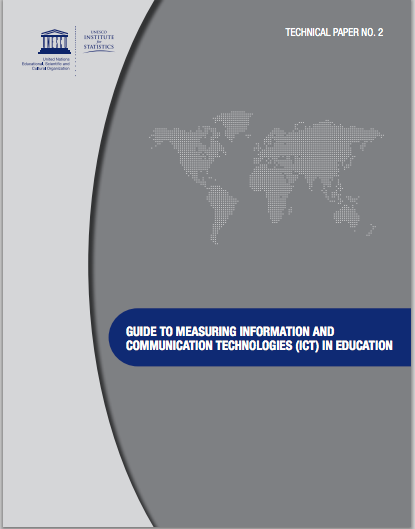 UNESCO
INSTITUTE
for
STATISTICS
United Nations
Educational, Scientific and
Cultural Organization
TECHNICAL PAPER NO. 2
GUIDE TO MEASURING INFORMATION AND
COMMUNICATION TECHNOLOGIES (ICT) IN EDUCATION